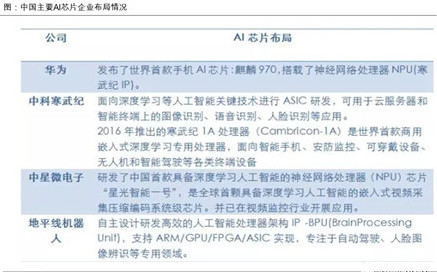 图：中国主要AI芯片企业布局情况
公司 AI 芯片布局
华为 发布了世界首款手机 AI 芯片：麒麟 970，搭载了神经网络处理器 NPU(寒
武纪 IP)。
中科寒武纪 面向深度学习等人工智能关键技术进行 ASIC 研发，可用于云服务器和
智能终端上的图像识别、语音识别、人脸识别等应用。
2016 年推出的寒武纪 1A 处理器（Cambricon-1A）是世界首款商用
嵌入式深度学习专用处理器，面向智能手机、安防监控、可穿戴设备、
无人机和智能驾驶等各类终端设备
中星微电子 研发了中国首款具备深度学习人工智能的神经网络处理器（NPU）芯片
“星光智能一号”，是全球首颗具备深度学习人工智能的嵌入式视频采
集压缩编码系统级芯片。并已在视频监控行业开展应用。
地平线机器 自主设计研发高效的人工智能处理器架构 IP -BPU(BrainProcessing
人 Unit)，支持 ARM/GPU/FPGA/ASIC 实现，专注于自动驾驶、人脸图
像辨识等专用领域。